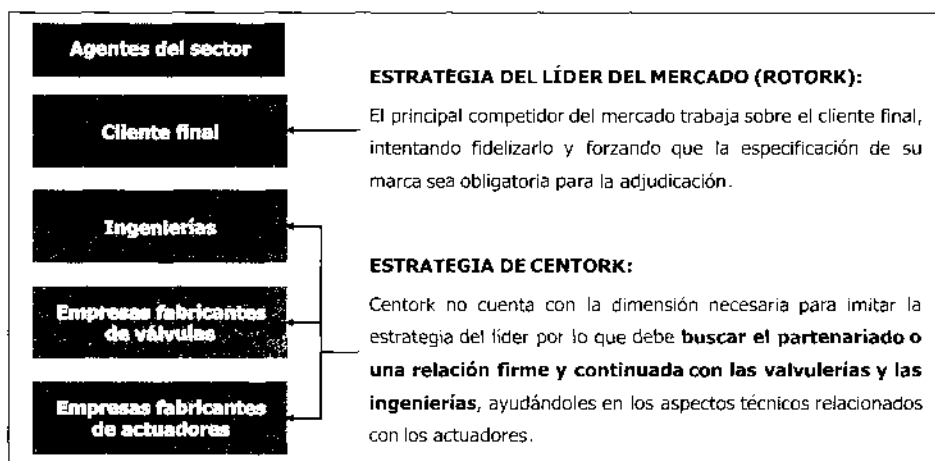 Agentes del sector
Cliente final
Ingenierías
Empresas fabricantes
de válvulas
Empresas fabricantes
de actuadores
ESTRATEGIA DEL LÍDER DEL MERCADO (ROTORK):
El principal competidor del mercado trabaja sobre el cliente final,
intentando fidelizarlo y forzando que la especificación de su
marca sea obligatoria para la adjudicación.
ESTRATEGIA DE CENTORK:
Centork no cuenta con la dimensión necesaria para imitar la
estrategia del líder por lo que debe buscar el partenariado o
una relación firme y continuada con las valvulerías y las
ingenierías, ayudándoles en los aspectos técnicos relacionados
con los actuadores.